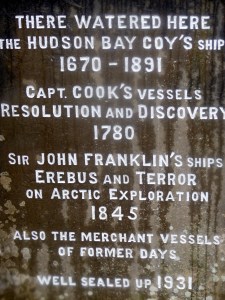 THERE WATERED HERE
THE HUDSON BAY COY'S SHIPS
1670 - 1891
CAPT. COOK'S VESSELS
RESOLUTION AND DISCOVERY
1780
SIR JOHN FRANKLIN'S SHIPS
EREBUS AND TERROR
ON ARCTIC EXPLORATION
1845
ALSO THE MERCHANT VESSELS
OF FORMER DAYS
WELL SEALED UP 1931